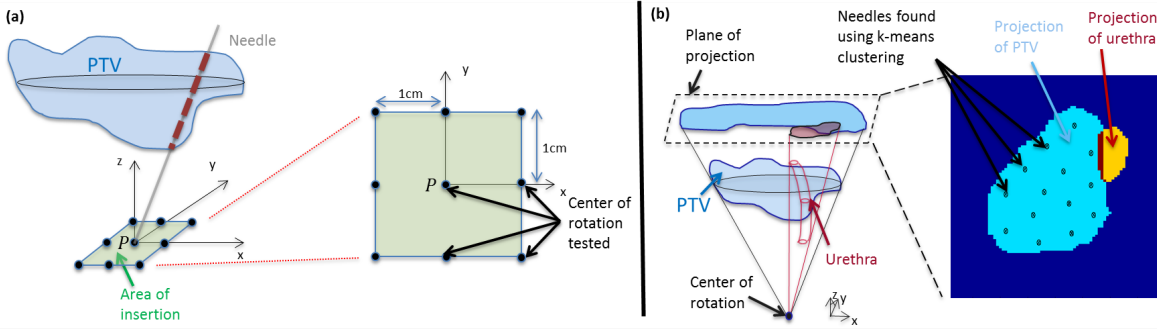 (a)
Needle
PTV
z
y
P
x
Area of
insertion
y
1cm
1cm
P
x
Center of
rotation
tested
(b)
Plane of
projection
Needles found
using k-means
clustering
Projection
of PTV
Projection
of urethra
PTV
Urethra
Center of
rotation
z
y
x